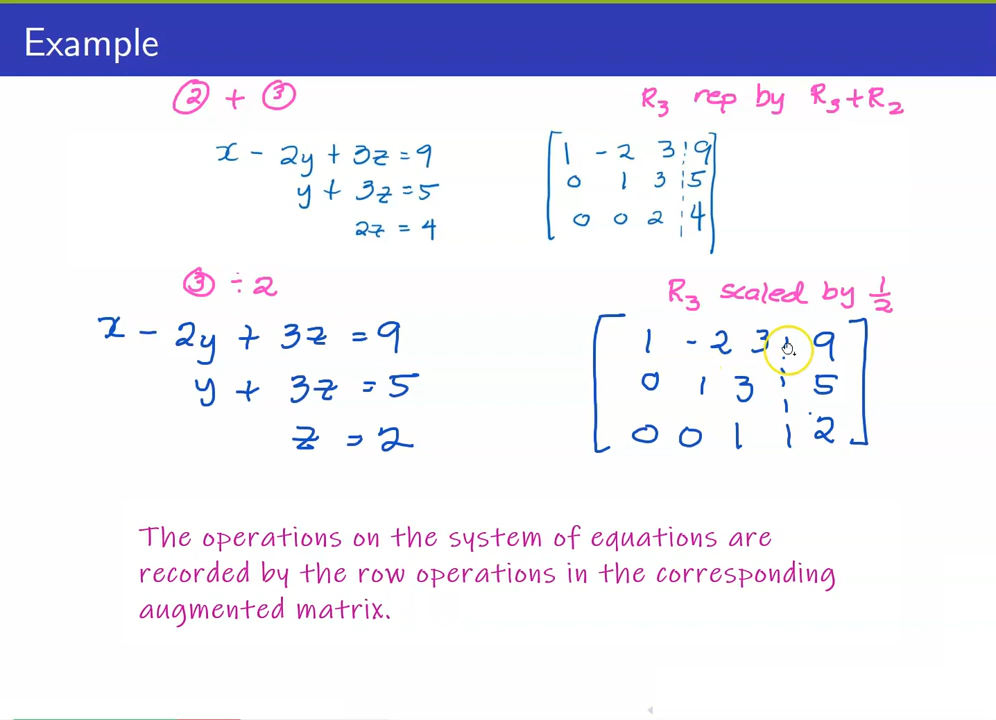 Example
② + ③
R₃ rep by R₃+R₂
x - 2y + 3z = 9
y + 3z = 5
2z = 4
1 -2 3 ¦ 9
0 1 3 ¦ 5
0 0 2 ¦ 4
③ ÷ 2
R₃ scaled by 1/2
x - 2y + 3z = 9
y + 3z = 5
z = 2
1 -2 3 ¦ 9
0 1 3 ¦ 5
0 0 1 ¦ 2
The operations on the system of equations are
recorded by the row operations in the corresponding
augmented matrix.